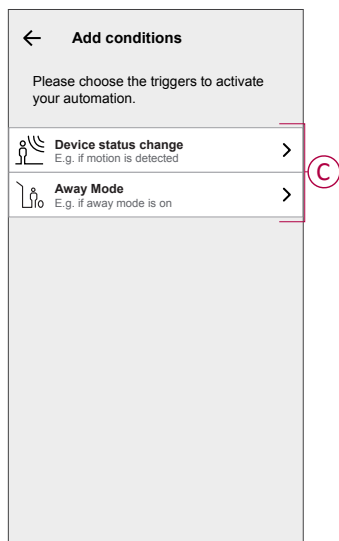 Add conditions
Please choose the triggers to activate
your automation.
Device status change
E.g. if motion is detected
Away Mode
E.g. if away mode is on
C